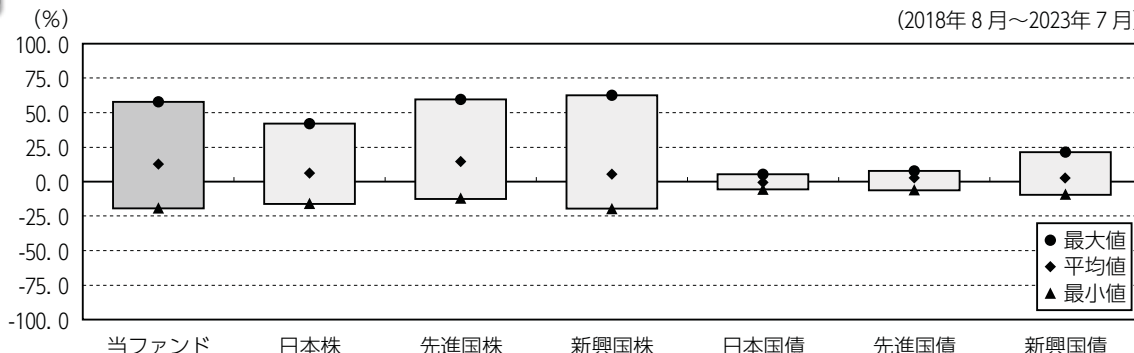 (%)
(2018年8月～2023年7月)
100.0
75.0
50.0
25.0
0.0
-25.0
-50.0
-75.0
-100.0
● 最大値
◆ 平均値
▲ 最小値
当ファンド 日本株 先進国株 新興国株 日本国債 先進国債 新興国債